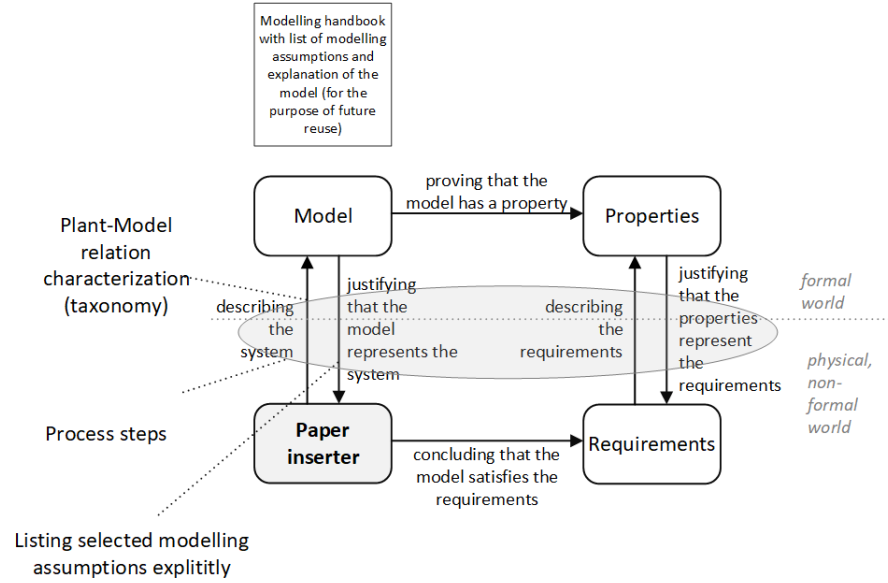 Modelling handbook
with list of modelling
assumptions and
explanation of the
model (for the
purpose of future
reuse)
Model
proving that the
model has a property
Properties
Plant-Model
relation
characterization
(taxonomy)
describing
the
system
justifying
that the
model
represents the
system
describing
the
requirements
justifying
that the
properties
represent
the
requirements
formal
world
physical,
non-
formal
world
Process steps
Paper
inserter
concluding that the
model satisfies the
requirements
Requirements
Listing selected modelling
assumptions explititly